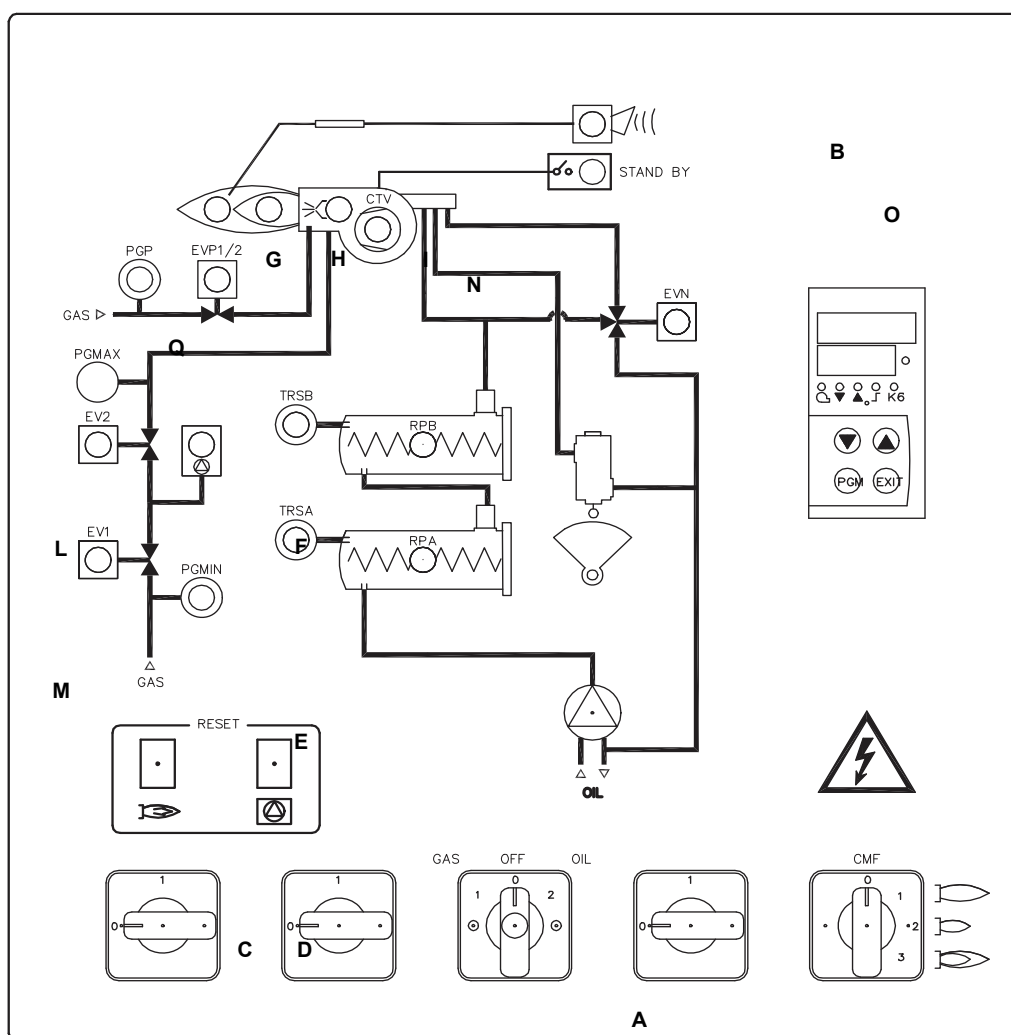 B
STAND BY
CTV
O
PGP
EVP1/2
G
H
I
N
EVN
GAS
Q
PGMAX
TRSB
EV2
RPB
K6
PGM
EXIT
TRSA
L
EV1
F
RPA
PGMIN
GAS
M
RESET
E
OIL
GAS
OFF
OIL
CMF
1
1
0
1
2
1
0
1
0
0
0
2
3
C
D
A